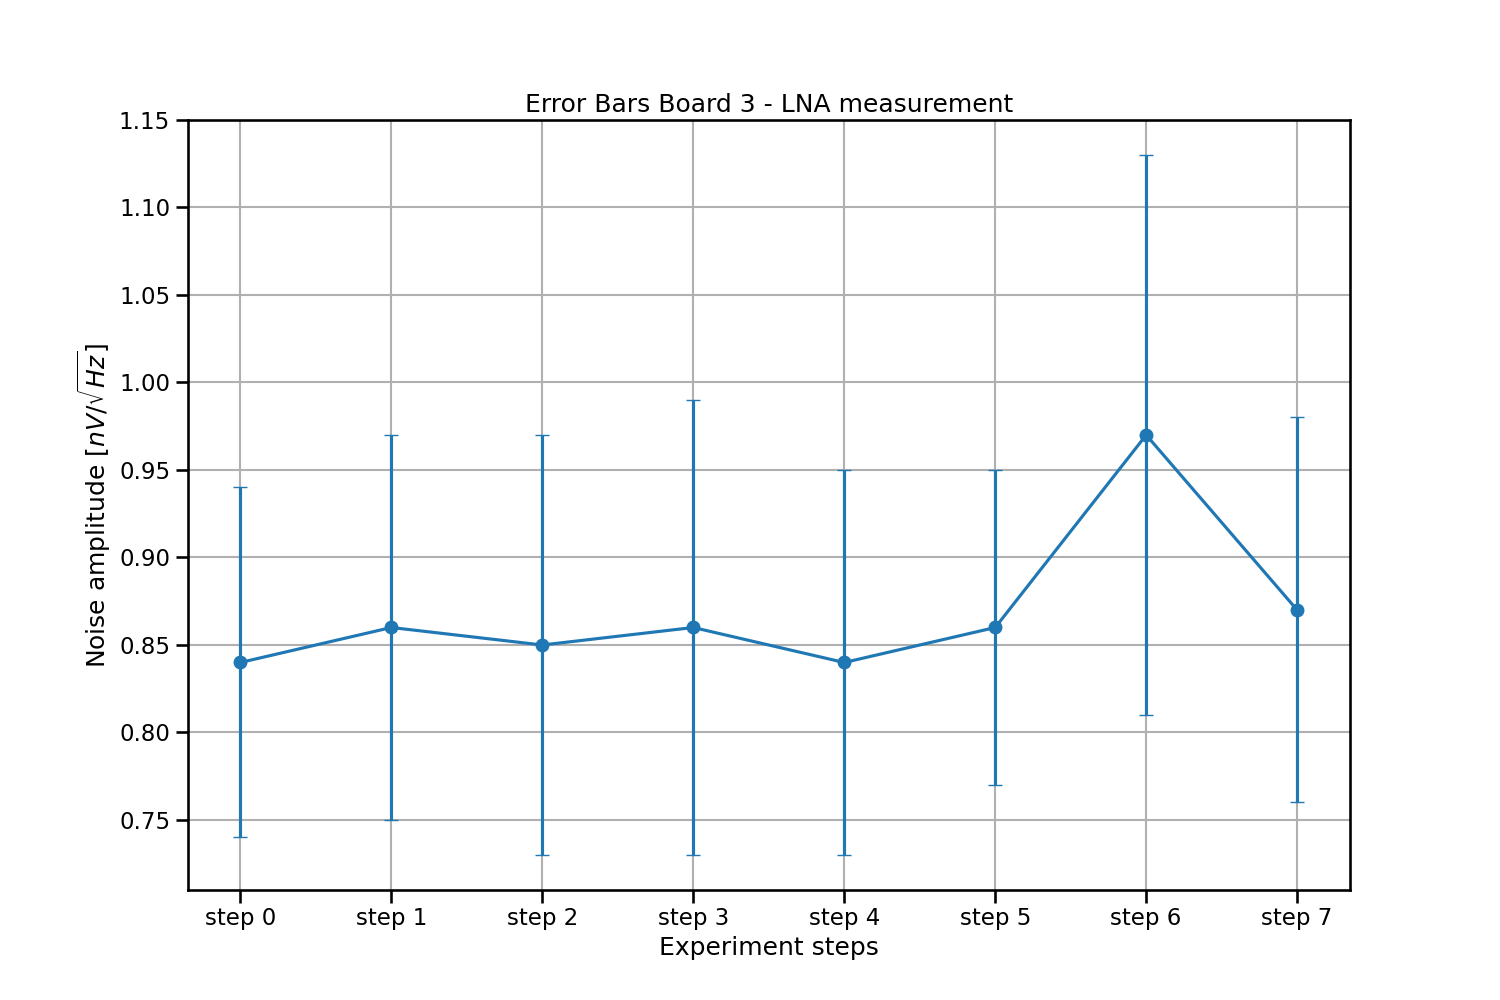 Error Bars Board 3 - LNA measurement
1.15
1.10
1.05
1.00
0.95
0.90
0.85
0.80
0.75
Noise amplitude [nV/√Hz]
step 0 step 1 step 2 step 3 step 4 step 5 step 6 step 7
Experiment steps